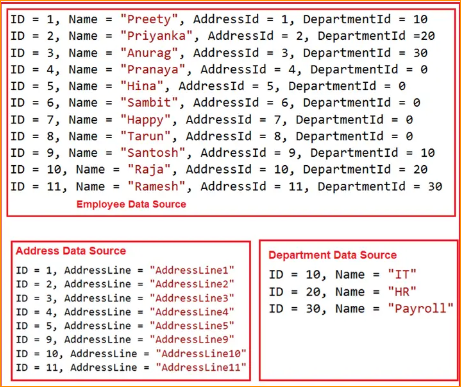 ID = 1, Name = "Preety", AddressId = 1, DepartmentId = 10
ID = 2, Name = "Priyanka", AddressId = 2, DepartmentId =20
ID = 3, Name = "Anurag", AddressId = 3, DepartmentId = 30
ID = 4, Name = "Pranaya", AddressId = 4, DepartmentId = 0
ID = 5, Name = "Hina", AddressId = 5, DepartmentId = 0
ID = 6, Name = "Sambit", AddressId = 6, DepartmentId = 0
ID = 7, Name = "Happy", AddressId = 7, DepartmentId = 0
ID = 8, Name = "Tarun", AddressId = 8, DepartmentId = 0
ID = 9, Name = "Santosh", AddressId = 9, DepartmentId = 10
ID = 10, Name = "Raja", AddressId = 10, DepartmentId = 20
ID = 11, Name = "Ramesh", AddressId = 11, DepartmentId = 30
Employee Data Source
Address Data Source
ID = 1, AddressLine = "AddressLine1"
ID = 2, AddressLine = "AddressLine2"
ID = 3, AddressLine = "AddressLine3"
ID = 4, AddressLine = "AddressLine4"
ID = 5, AddressLine = "AddressLine5"
ID = 9, AddressLine = "AddressLine9"
ID = 10, AddressLine = "AddressLine10"
ID = 11, AddressLine = "AddressLine11"
Department Data Source
ID = 10, Name = "IT"
ID = 20, Name = "HR"
ID = 30, Name = "Payroll"